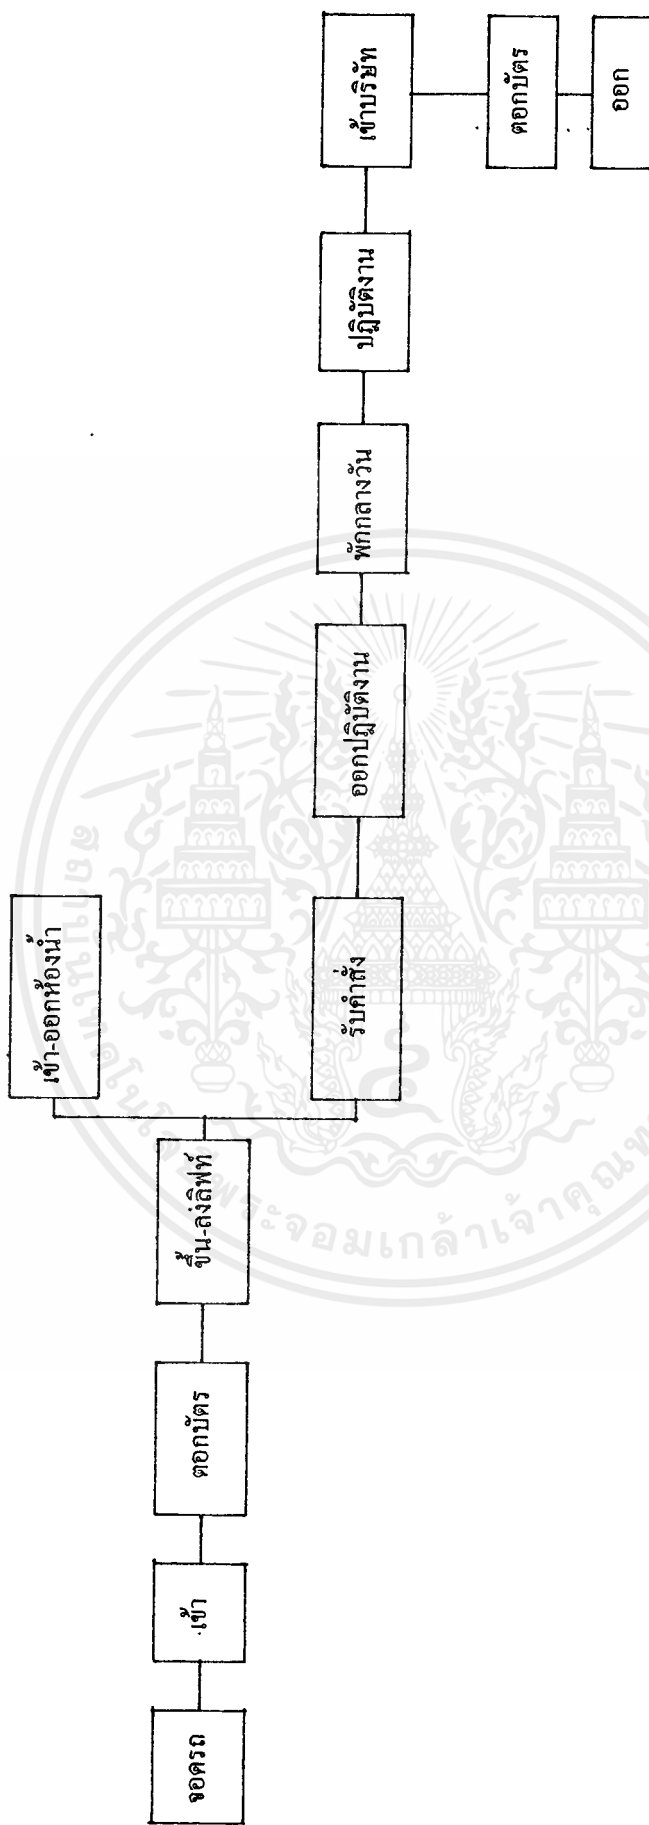 จอดรถ
เข้า
ตอกบัตร
ขึ้น-ลงลิฟท์
เข้า-ออกห้องน้ำ
รับคำสั่ง
ออกปฏิบัติงาน
พักกลางวัน
ปฏิบัติงาน
เข้าบริษัท
ตอกบัตร
ออก